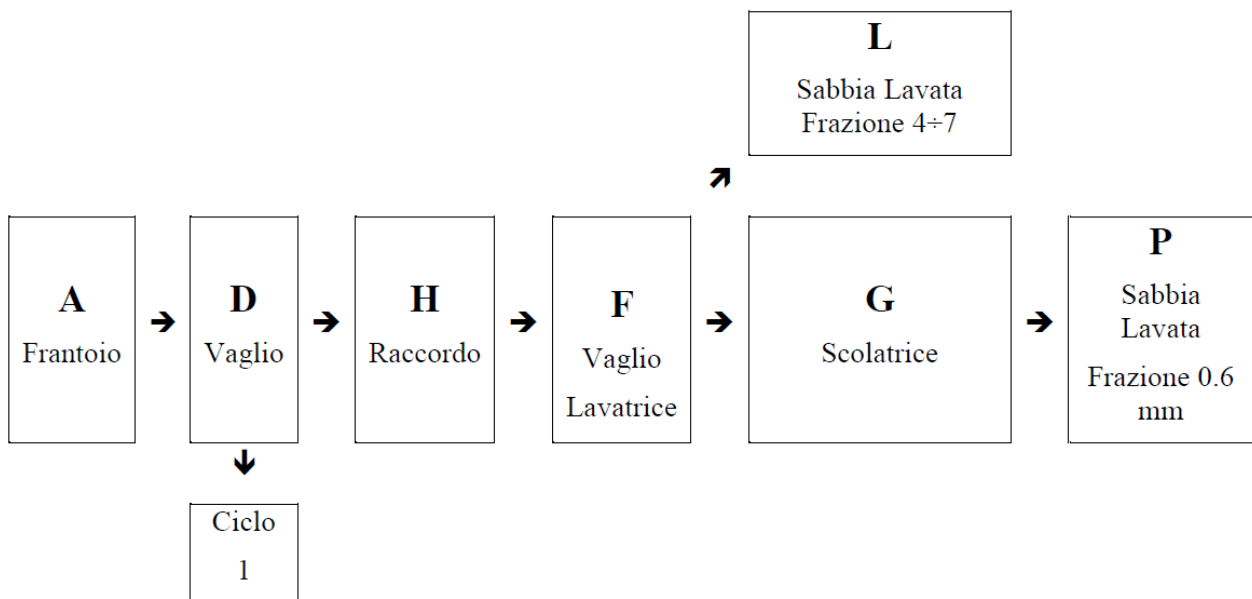 L
Sabbia Lavata
Frazione 4÷7
A
Frantoio
D
Vaglio
H
Raccordo
F
Vaglio
Lavatrice
G
Scolatrice
P
Sabbia
Lavata
Frazione 0.6
mm
Ciclo
1